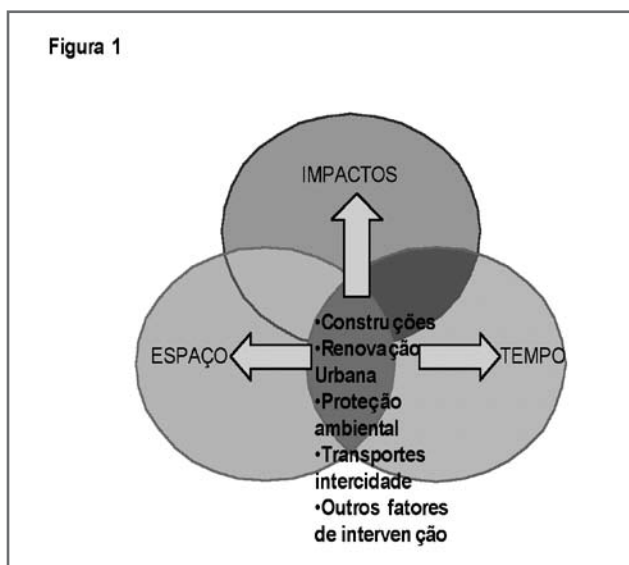 Figura 1
IMPACTOS
ESPAÇO
TEMPO
•Construções
•Renovação
Urbana
•Proteção
ambiental
•Transportes
intercidade
•Outros fatores
de intervenção